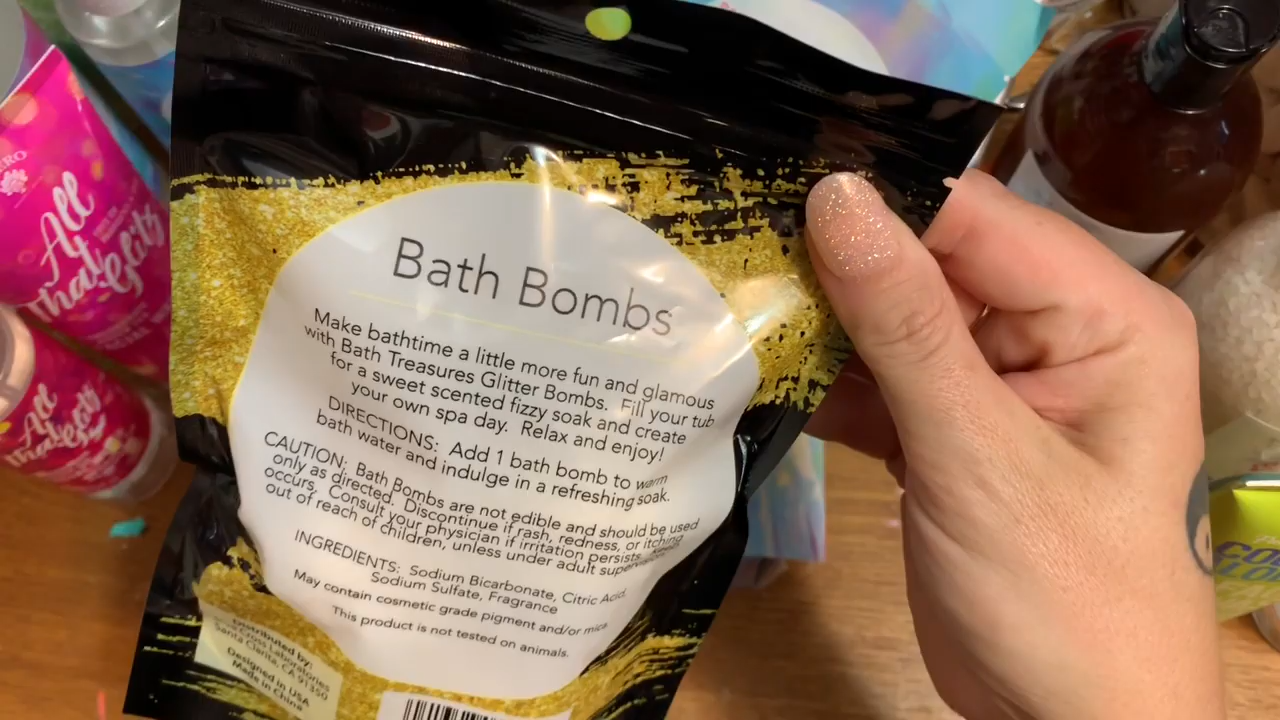 Bath Bombs
Make bathtime a little more fun and glamous
with Bath Treasures Glitter Bombs. Fill your tub
for a sweet scented fizzy soak and create
your own spa day. Relax and enjoy!
DIRECTIONS: Add 1 bath bomb to warm
bath water and indulge in a refreshing soak.
CAUTION: Bath Bombs are not edible and should be used
only as directed. Discontinue if rash, redness, or itching
occurs. Consult your physician if irritation persists. Keep
out of reach of children, unless under adult supervision.
INGREDIENTS: Sodium Bicarbonate, Citric Acid,
Sodium Sulfate, Fragrance
May contain cosmetic grade pigment and/or mica
This product is not tested on animals.
Distributed by:
Cross Laboratories
Santa Clarita, CA 91350
Designed in USA
Made in China
All
That
Glitz
All
Glitz